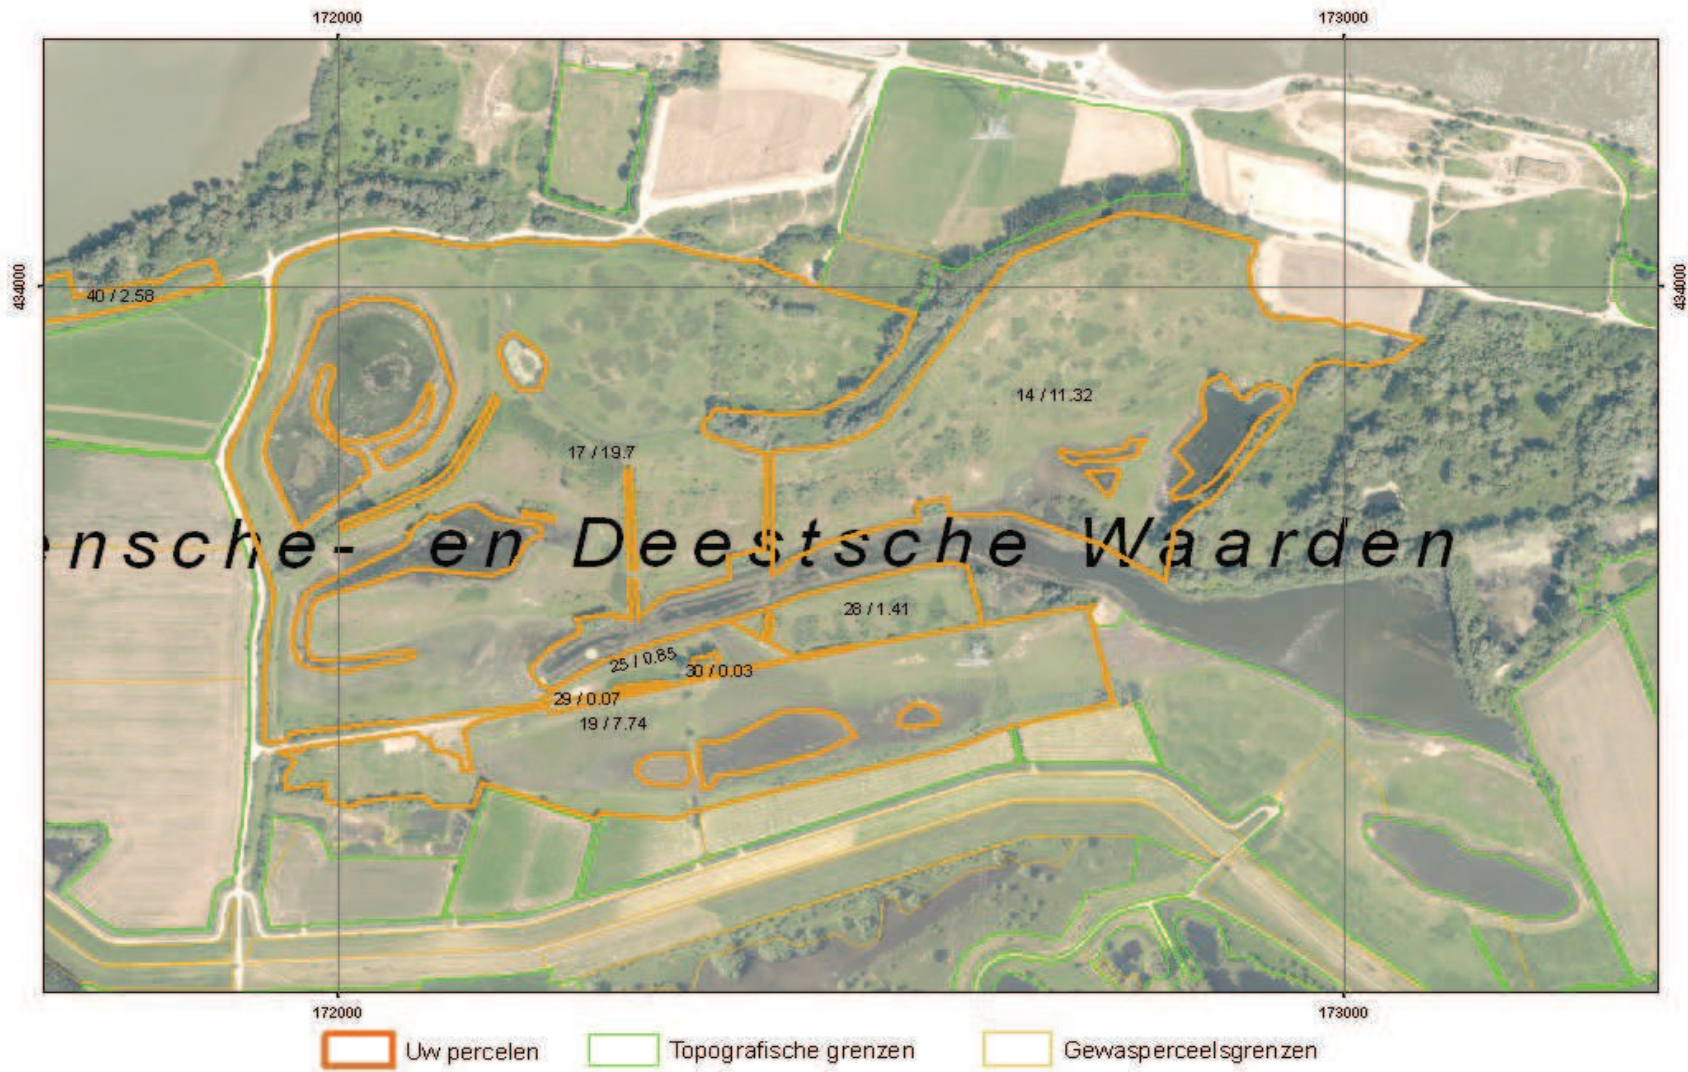 172000 173000
434000 434000
40 / 2.58
14 / 11.32
17 / 19.7
ensche- en Deestsche Waarden
28 / 1.41
25 / 0.85
30 / 0.03
29 / 0.07
19 / 7.74
172000 173000
Uw percelen Topografische grenzen Gewasperceelsgrenzen